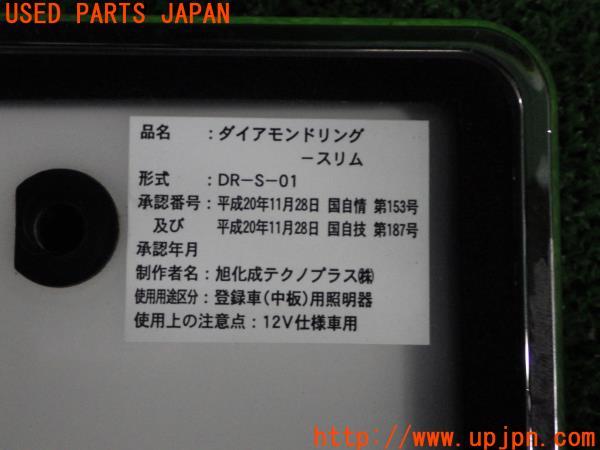 USED PARTS JAPAN
品名　：ダイアモンドリング
－スリム
形式　：DR－S－01
承認番号：平成20年11月28日 国自情 第153号
及び　平成20年11月28日 国自技 第187号
承認年月
制作者名：旭化成テクノプラス㈱
使用用途区分：登録車（中板）用照明器
使用上の注意点：12V仕様車用
http://www.upjpn.com